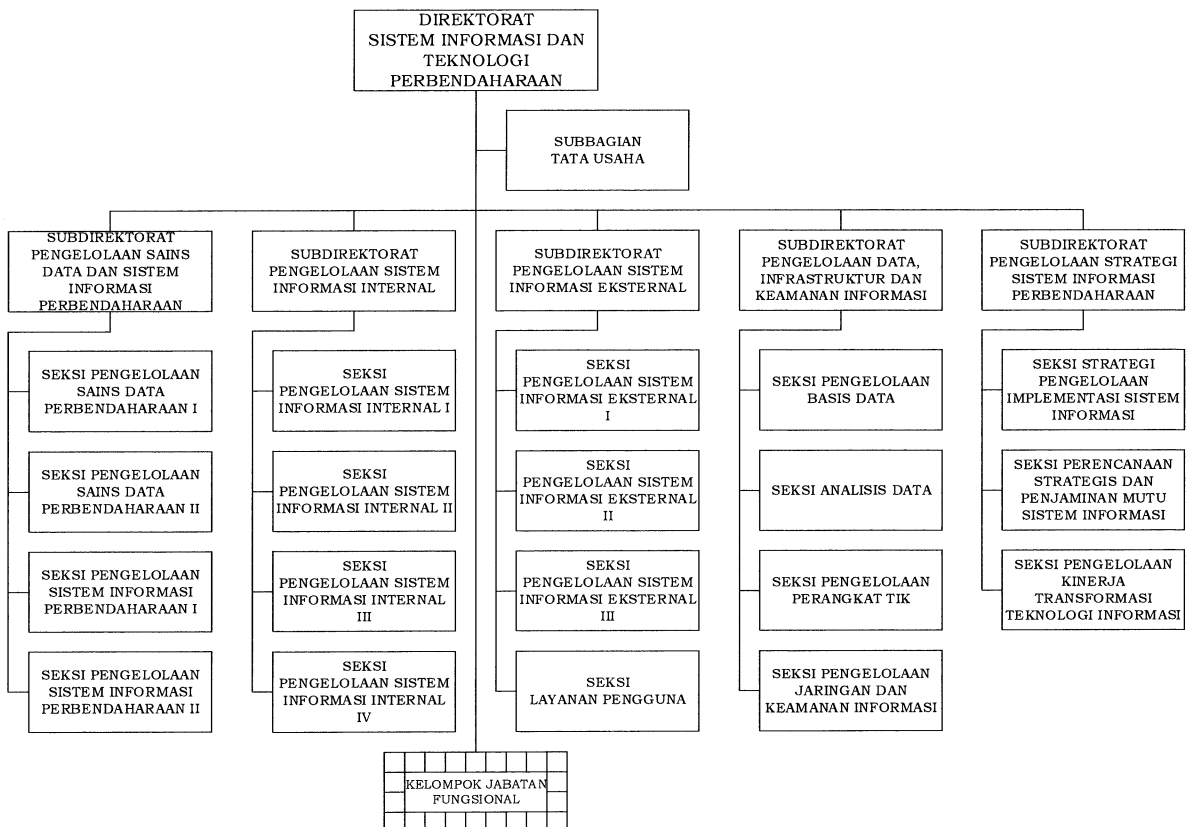 DIREKTORAT
SISTEM INFORMASI DAN
TEKNOLOGI
PERBENDAHARAAN
SUBBAGIAN
TATA USAHA
SUBDIREKTORAT
PENGELOLAAN SAINS
DATA DAN SISTEM
INFORMASI
PERBENDAHARAAN
SEKSI PENGELOLAAN
SAINS DATA
PERBENDAHARAAN I
SEKSI PENGELOLAAN
SAINS DATA
PERBENDAHARAAN II
SEKSI PENGELOLAAN
SISTEM INFORMASI
PERBENDAHARAAN I
SEKSI PENGELOLAAN
SISTEM INFORMASI
PERBENDAHARAAN II
SUBDIREKTORAT
PENGELOLAAN SISTEM
INFORMASI INTERNAL
SEKSI
PENGELOLAAN SISTEM
INFORMASI INTERNAL I
SEKSI
PENGELOLAAN SISTEM
INFORMASI INTERNAL II
SEKSI
PENGELOLAAN SISTEM
INFORMASI INTERNAL
III
SEKSI
PENGELOLAAN SISTEM
INFORMASI INTERNAL
IV
SUBDIREKTORAT
PENGELOLAAN SISTEM
INFORMASI EKSTERNAL
SEKSI
PENGELOLAAN SISTEM
INFORMASI EKSTERNAL
I
SEKSI
PENGELOLAAN SISTEM
INFORMASI EKSTERNAL
II
SEKSI
PENGELOLAAN SISTEM
INFORMASI EKSTERNAL
III
SEKSI
LAYANAN PENGGUNA
SUBDIREKTORAT
PENGELOLAAN DATA,
INFRASTRUKTUR DAN
KEAMANAN INFORMASI
SEKSI PENGELOLAAN
BASIS DATA
SEKSI ANALISIS DATA
SEKSI PENGELOLAAN
PERANGKAT TIK
SEKSI PENGELOLAAN
JARINGAN DAN
KEAMANAN INFORMASI
SUBDIREKTORAT
PENGELOLAAN STRATEGI
SISTEM INFORMASI
PERBENDAHARAAN
SEKSI STRATEGI
PENGELOLAAN
IMPLEMENTASI SISTEM
INFORMASI
SEKSI PERENCANAAN
STRATEGIS DAN
PENJAMINAN MUTU
SISTEM INFORMASI
SEKSI PENGELOLAAN
KINERJA
TRANSFORMASI
TEKNOLOGI INFORMASI
KELOMPOK JABATAN
FUNGSIONAL